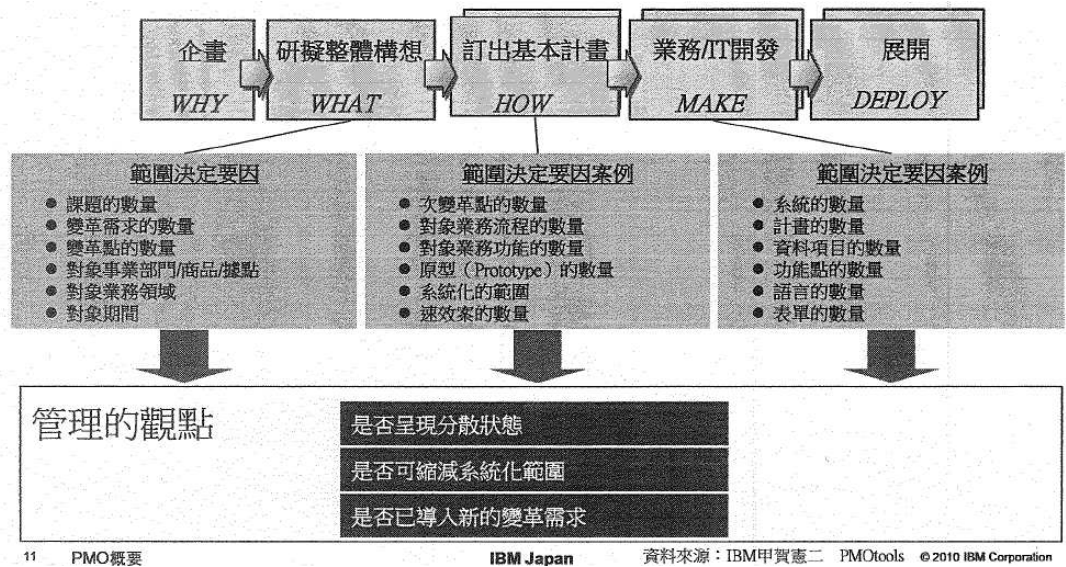 企畫
WHY
研擬整體構想
WHAT
訂出基本計畫
HOW
業務/IT開發
MAKE
展開
DEPLOY
範圍決定要因
● 課題的數量
● 變革需求的數量
● 變革點的數量
● 對象事業部門/商品/據點
● 對象業務領域
● 對象期間
範圍決定要因案例
● 次變革點的數量
● 對象業務流程的數量
● 對象業務功能的數量
● 原型（Prototype）的數量
● 系統化的範圍
● 速效案的數量
範圍決定要因案例
● 系統的數量
● 計畫的數量
● 資料項目的數量
● 功能點的數量
● 語言的數量
● 表單的數量
管理的觀點
是否呈現分散狀態
是否可縮減系統化範圍
是否已導入新的變革需求
11 PMO概要 IBM Japan 資料來源：IBM甲賀憲二 PMOtools © 2010 IBM Corporation